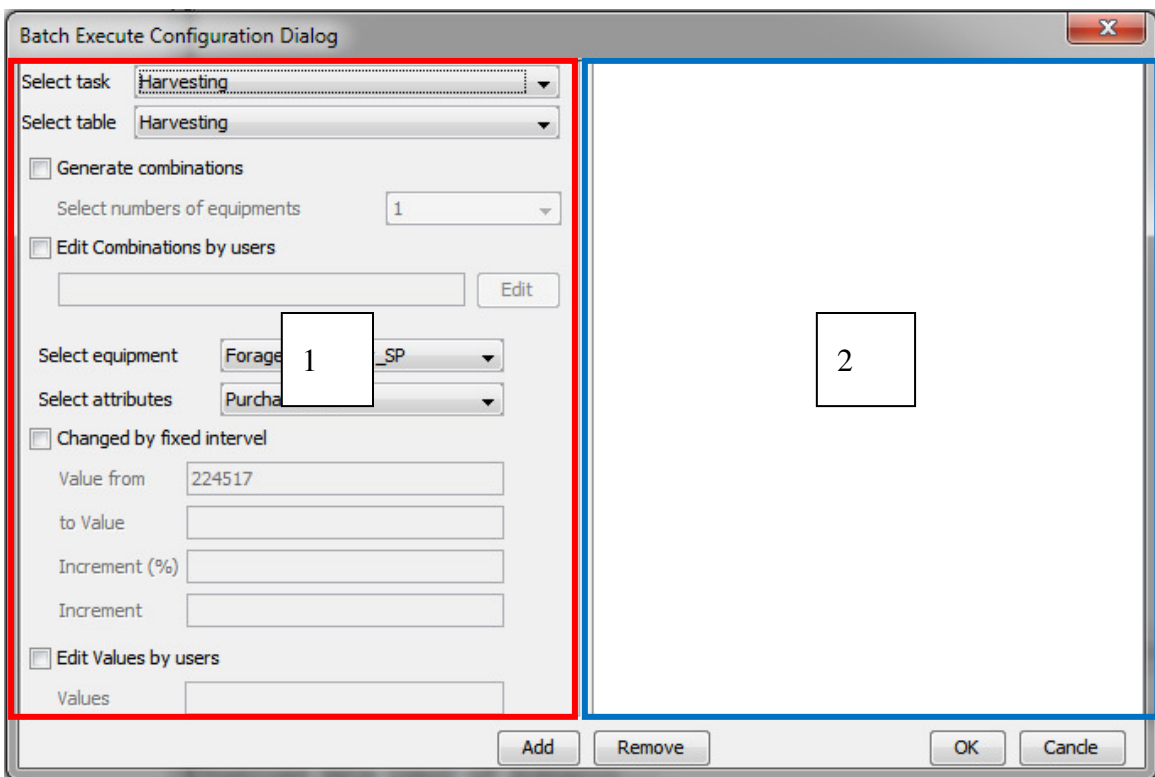 Batch Execute Configuration Dialog
X
Select task Harvesting
Select table Harvesting
Generate combinations
Select numbers of equipments 1
Edit Combinations by users
Edit
Select equipment Forage _SP
1
2
Select attributes Purcha
Changed by fixed intervel
Value from 224517
to Value
Increment (%)
Increment
Edit Values by users
Values
Add Remove OK Cancle